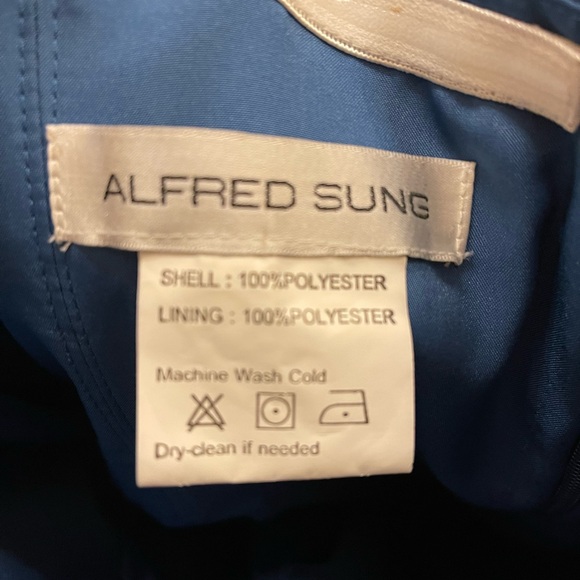 ALFRED SUNG
SHELL : 100%POLYESTER
LINING : 100%POLYESTER
Machine Wash Cold
Dry-clean if needed